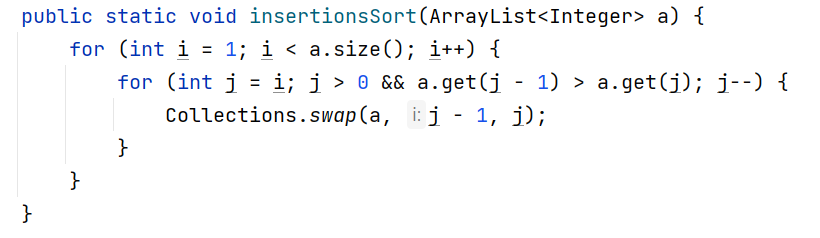 public static void insertionsSort(ArrayList<Integer> a) {
    for (int i = 1; i < a.size(); i++) {
        for (int j = i; j > 0 && a.get(j - 1) > a.get(j); j--) {
            Collections.swap(a, i: j - 1, j);
        }
    }
}